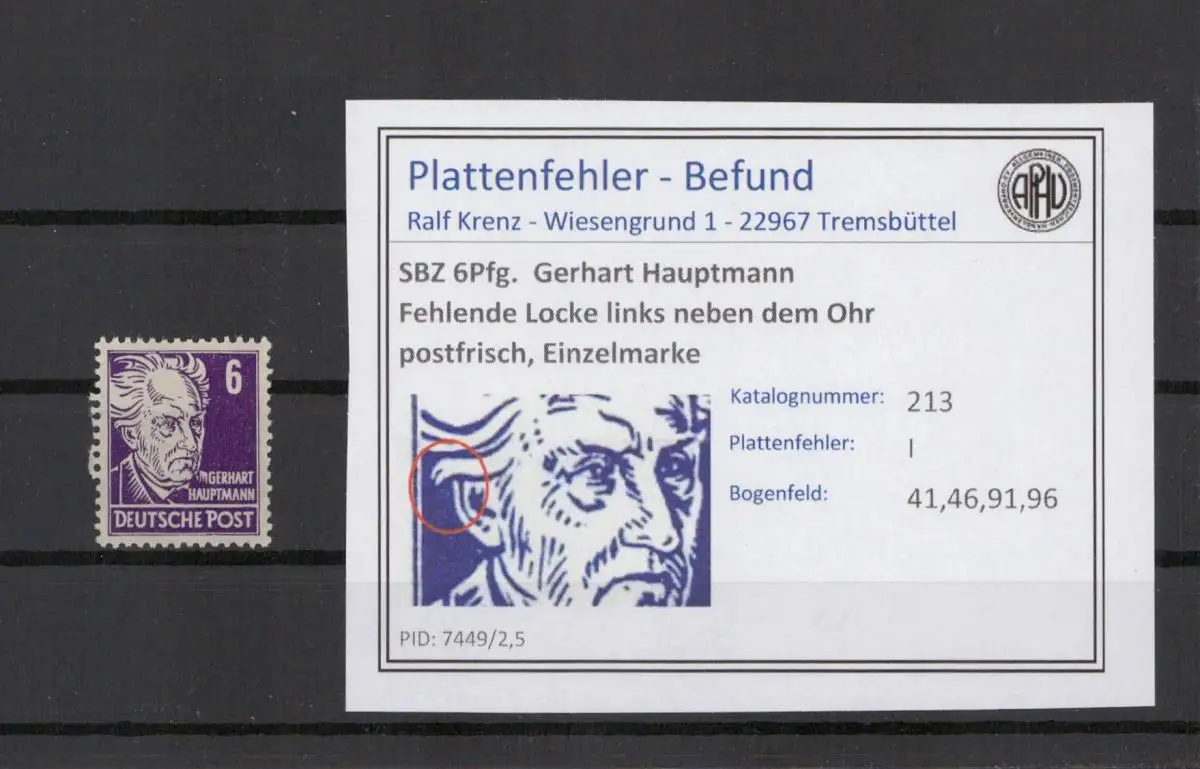 6
GERHART
HAUPTMANN
DEUTSCHE POST
Plattenfehler - Befund
Ralf Krenz - Wiesengrund 1 - 22967 Tremsbüttel
APHV
SBZ 6Pfg. Gerhart Hauptmann
Fehlende Locke links neben dem Ohr
postfrisch, Einzelmarke
Katalognummer: 213
Plattenfehler: I
Bogenfeld: 41,46,91,96
PID: 7449/2,5